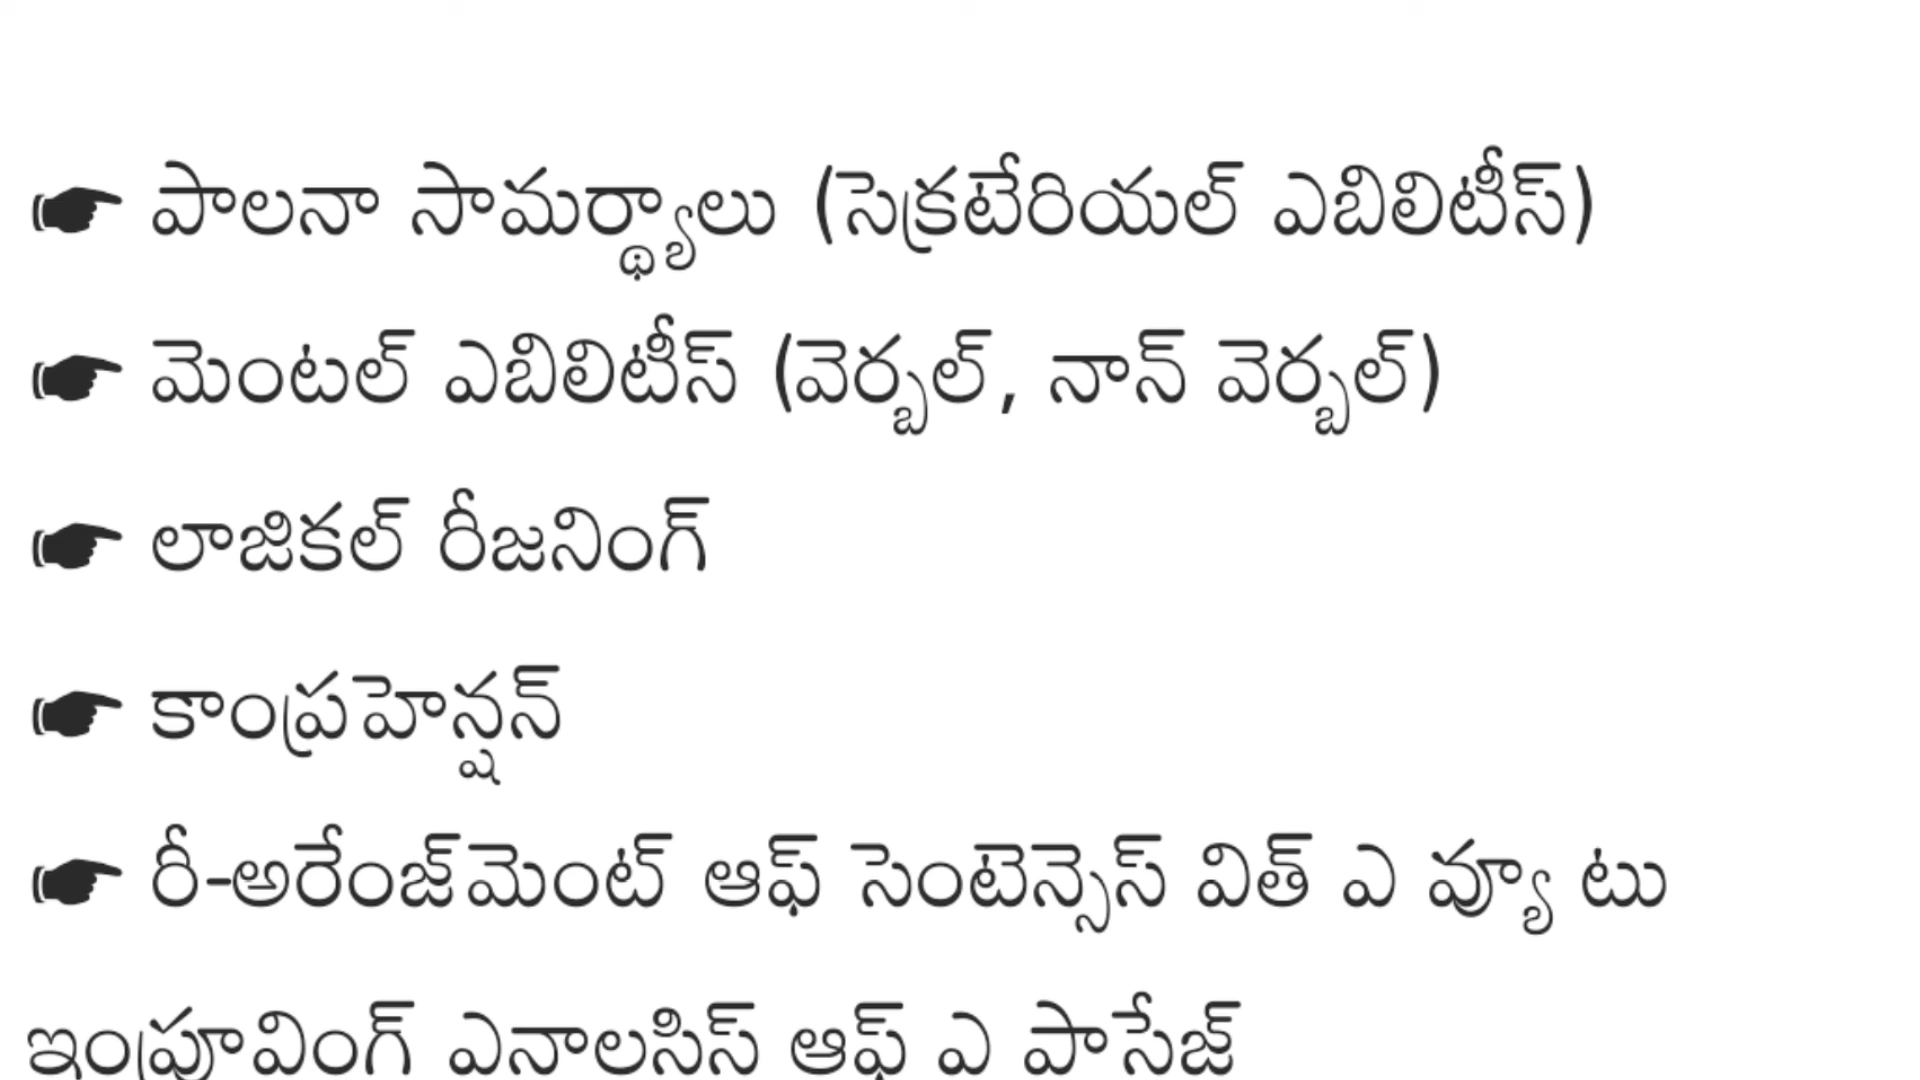 ☛ పాలనా సామర్థ్యాలు (సెక్రటేరియల్ ఎబిలిటీస్)
☛ మెంటల్ ఎబిలిటీస్ (వెర్బల్, నాన్ వెర్బల్)
☛ లాజికల్ రీజనింగ్
☛ కాంప్రహెన్షన్
☛ రీ-అరేంజ్‌మెంట్ ఆఫ్ సెంటెన్సెస్ విత్ ఎ వ్యూ టు
ఇంప్రూవింగ్ ఎనాలసిస్ ఆఫ్ ఎ పాసేజ్